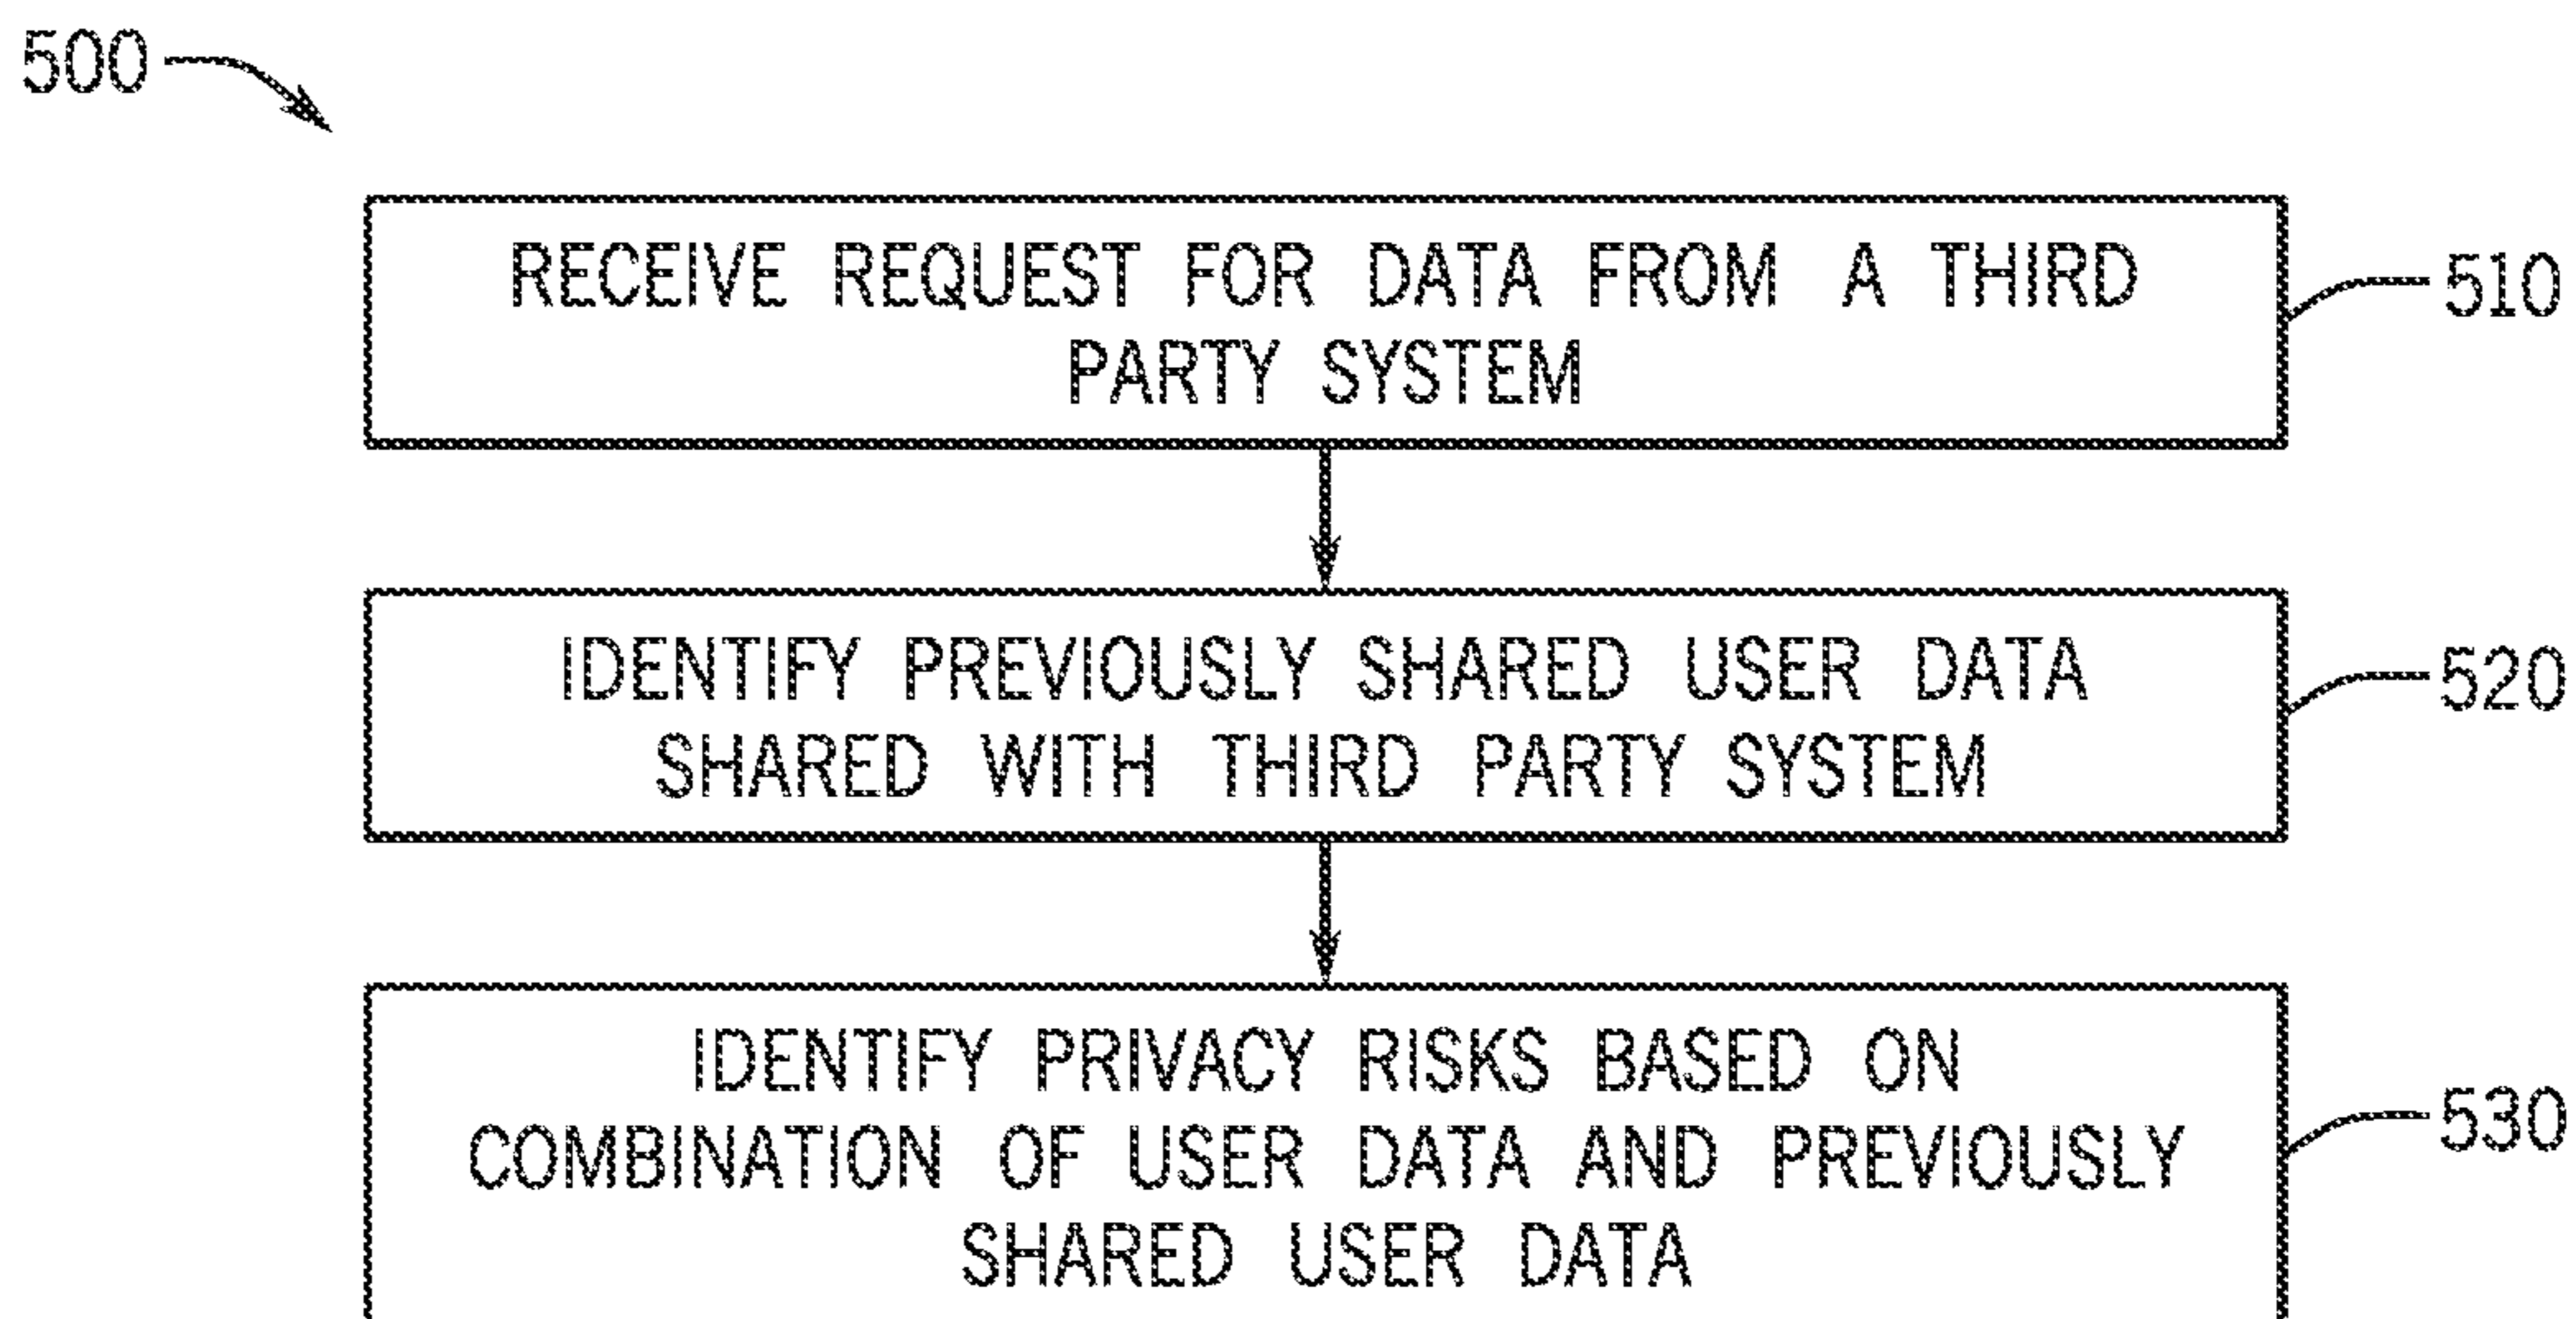 500
RECEIVE REQUEST FOR DATA FROM A THIRD
PARTY SYSTEM
510
IDENTIFY PREVIOUSLY SHARED USER DATA
SHARED WITH THIRD PARTY SYSTEM
520
IDENTIFY PRIVACY RISKS BASED ON
COMBINATION OF USER DATA AND PREVIOUSLY
SHARED USER DATA
530